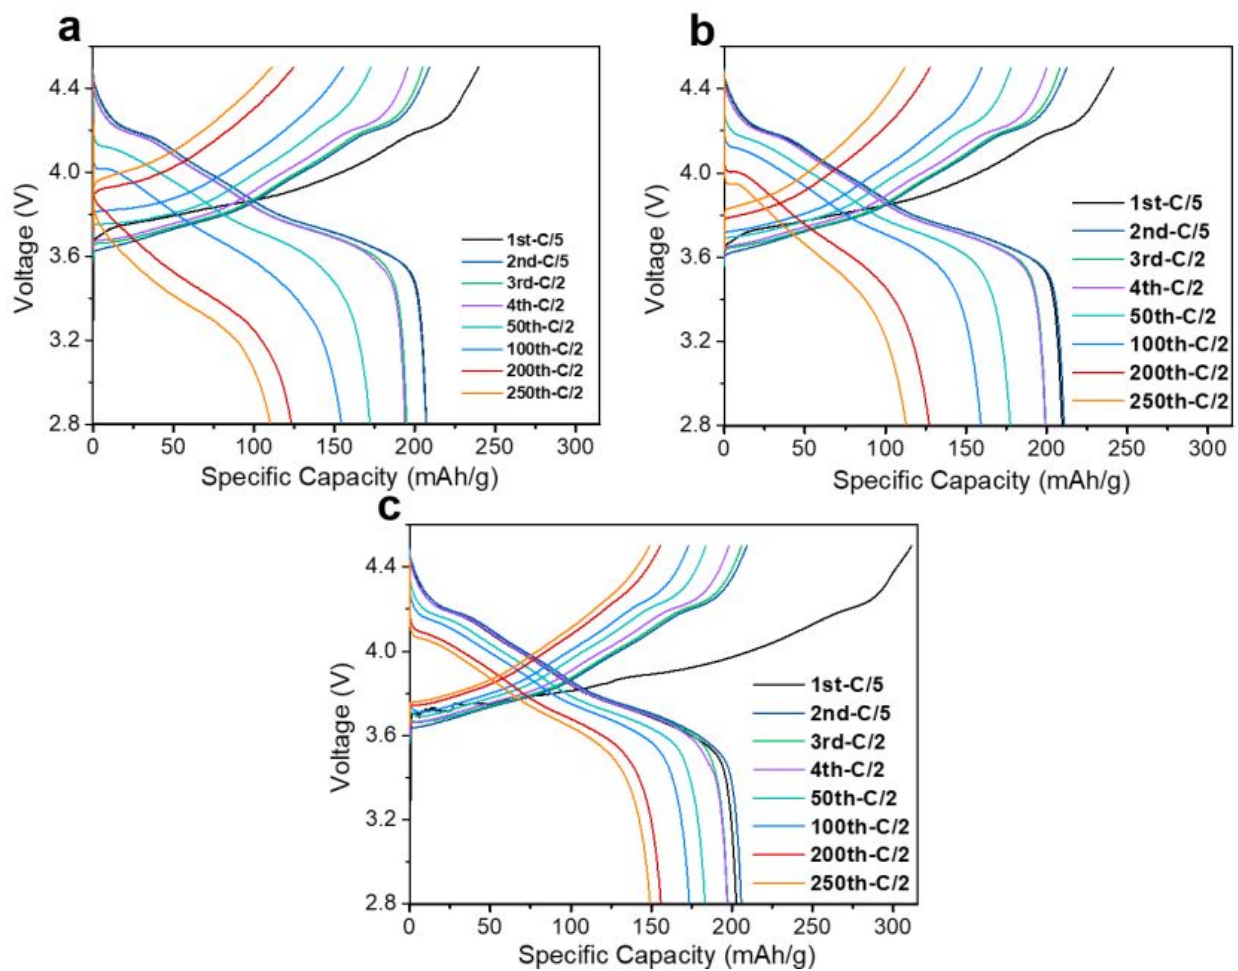 a
4.4
4.0
3.6
3.2
2.8
Voltage (V)
1st-C/5
2nd-C/5
3rd-C/2
4th-C/2
50th-C/2
100th-C/2
200th-C/2
250th-C/2
0 50 100 150 200 250 300
Specific Capacity (mAh/g)
b
4.4
4.0
3.6
3.2
2.8
Voltage (V)
1st-C/5
2nd-C/5
3rd-C/2
4th-C/2
50th-C/2
100th-C/2
200th-C/2
250th-C/2
0 50 100 150 200 250 300
Specific Capacity (mAh/g)
c
4.4
4.0
3.6
3.2
2.8
Voltage (V)
1st-C/5
2nd-C/5
3rd-C/2
4th-C/2
50th-C/2
100th-C/2
200th-C/2
250th-C/2
0 50 100 150 200 250 300
Specific Capacity (mAh/g)